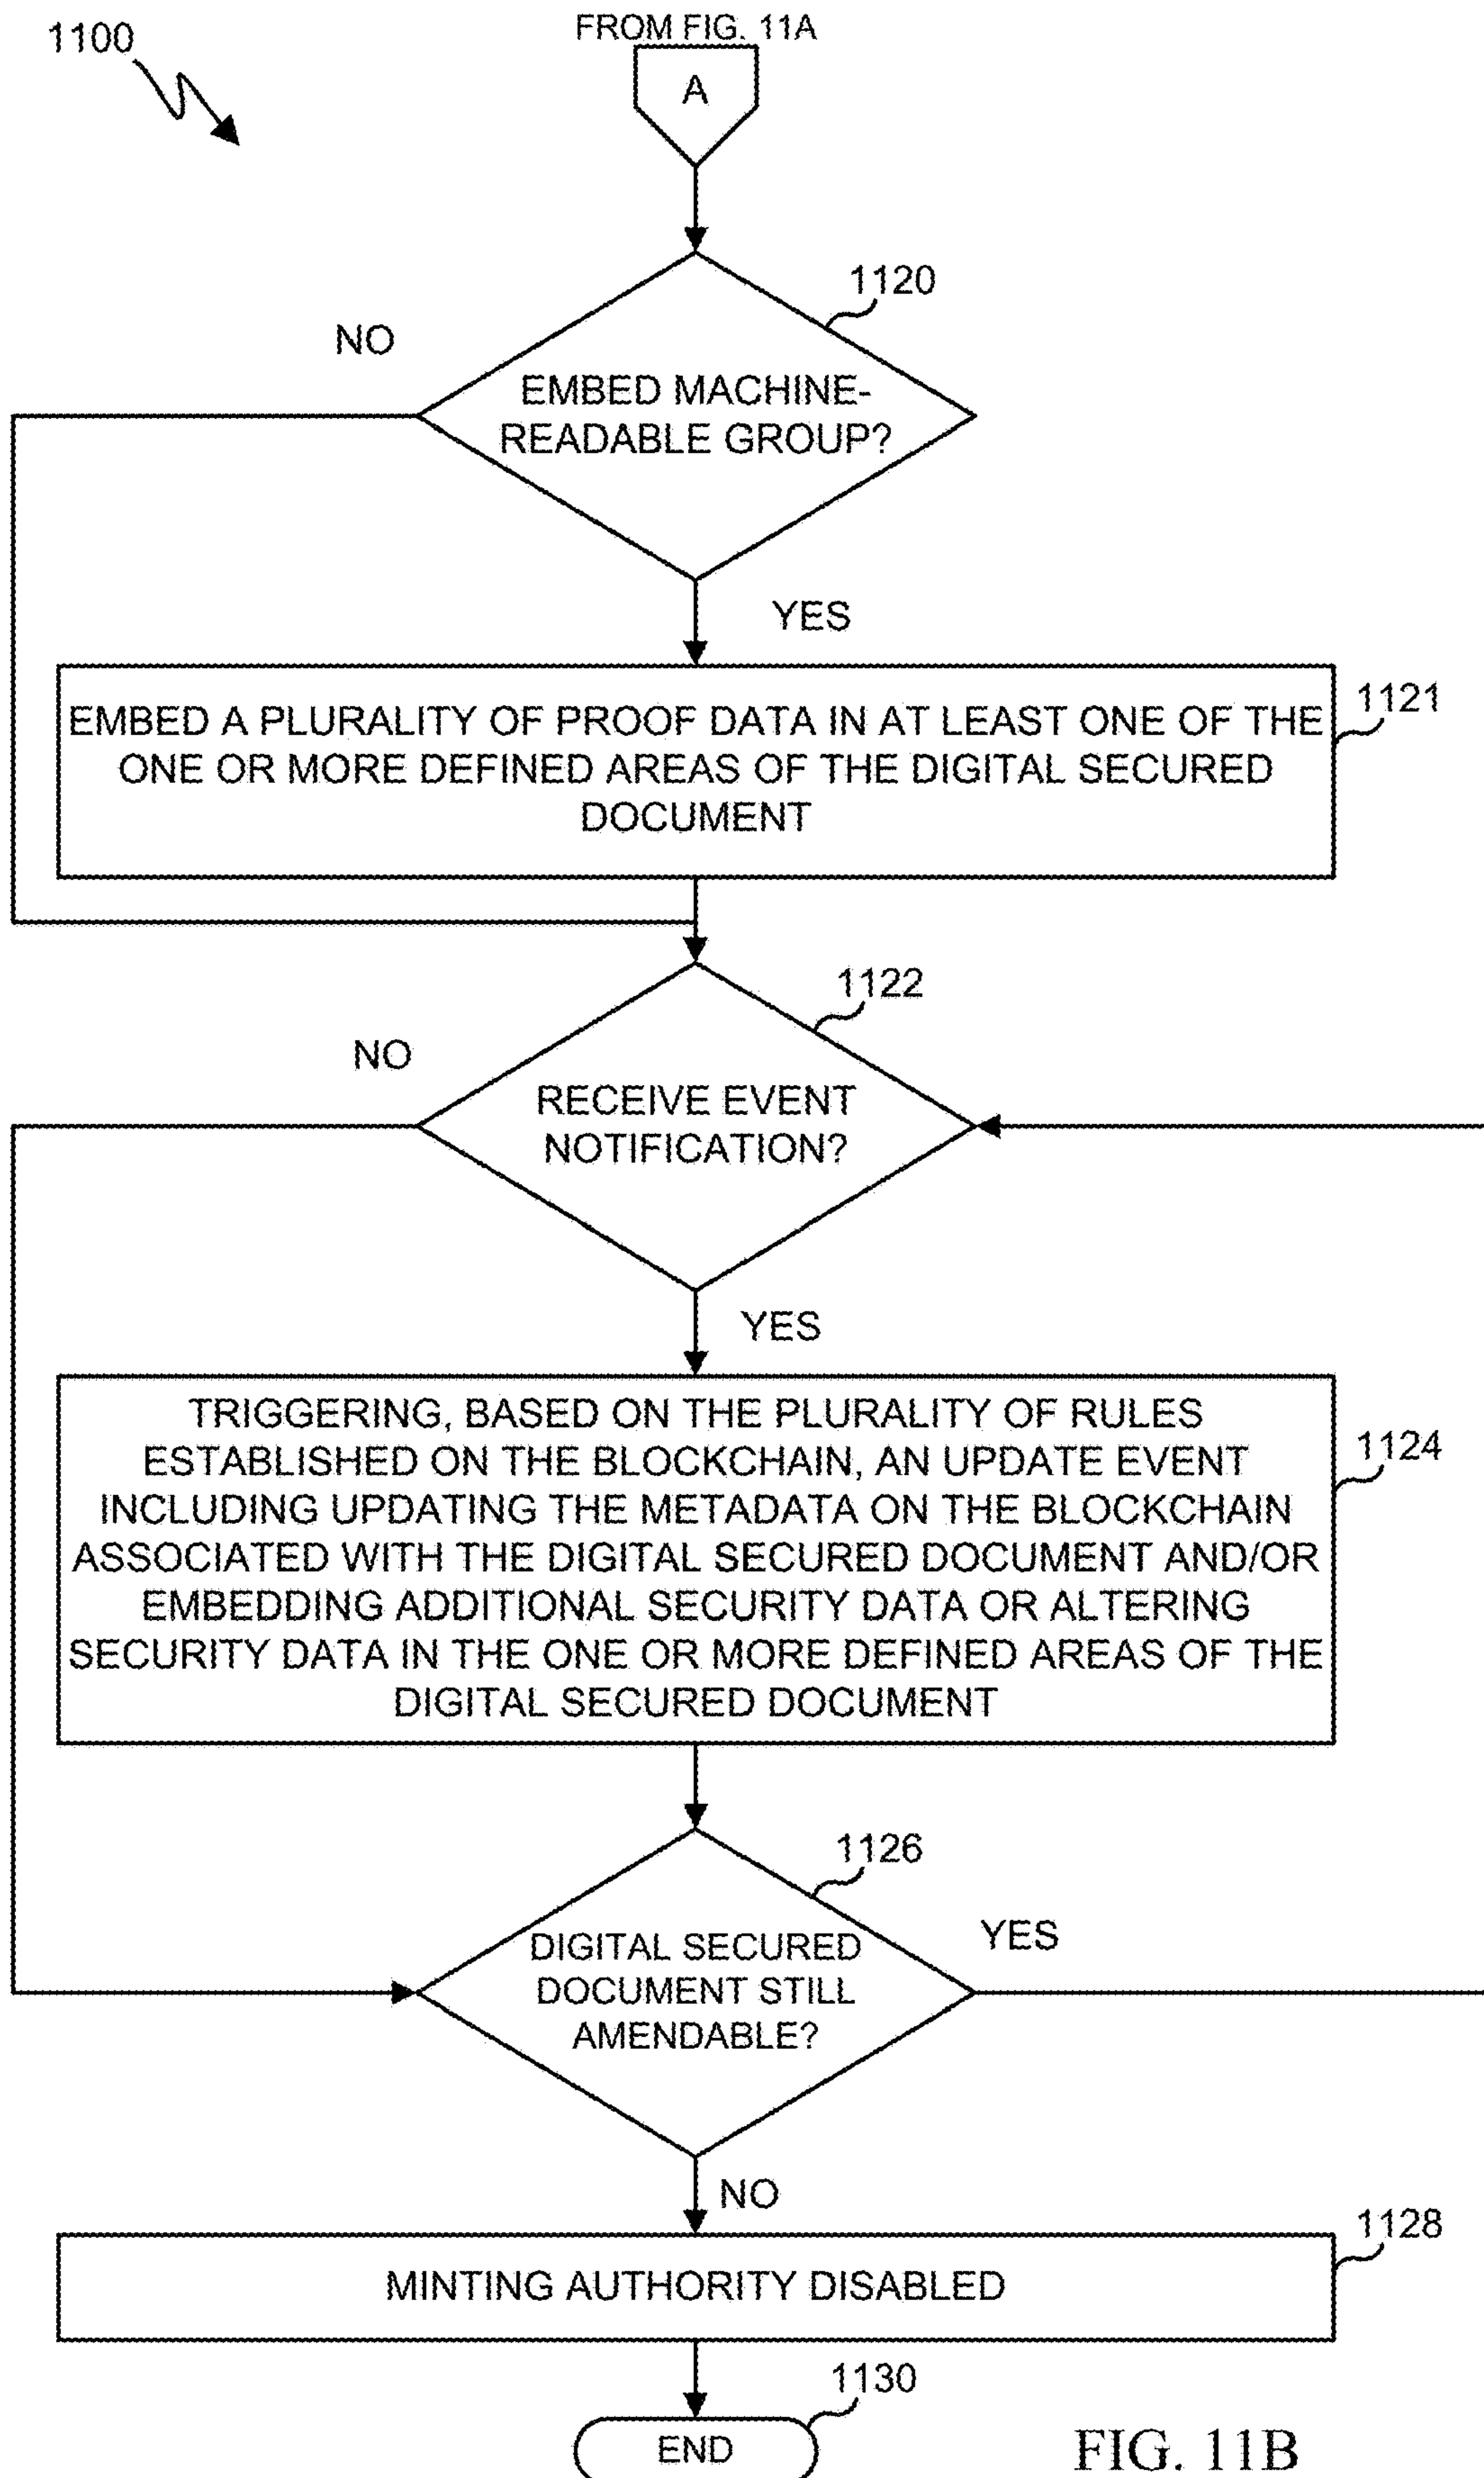 1100
FROM FIG. 11A
A
1120
NO
EMBED MACHINE-
READABLE GROUP?
YES
1121
EMBED A PLURALITY OF PROOF DATA IN AT LEAST ONE OF THE
ONE OR MORE DEFINED AREAS OF THE DIGITAL SECURED
DOCUMENT
1122
NO
RECEIVE EVENT
NOTIFICATION?
YES
TRIGGERING, BASED ON THE PLURALITY OF RULES
ESTABLISHED ON THE BLOCKCHAIN, AN UPDATE EVENT
1124
INCLUDING UPDATING THE METADATA ON THE BLOCKCHAIN
ASSOCIATED WITH THE DIGITAL SECURED DOCUMENT AND/OR
EMBEDDING ADDITIONAL SECURITY DATA OR ALTERING
SECURITY DATA IN THE ONE OR MORE DEFINED AREAS OF THE
DIGITAL SECURED DOCUMENT
1126
YES
DIGITAL SECURED
DOCUMENT STILL
AMENDABLE?
NO
1128
MINTING AUTHORITY DISABLED
1130
END
FIG. 11B